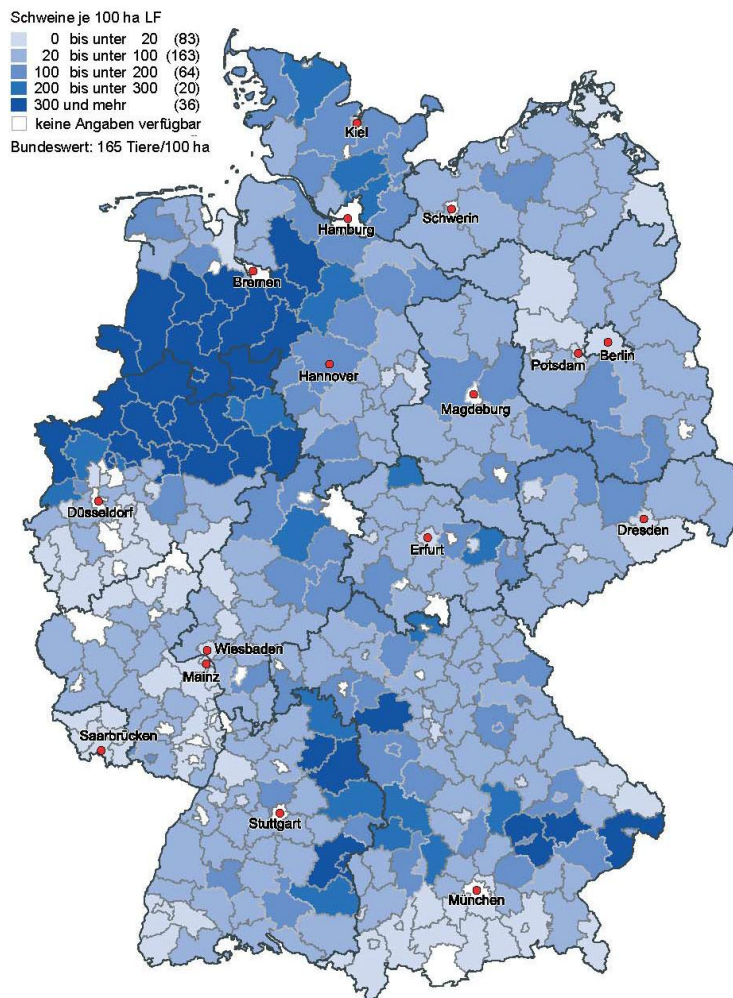 Schweine je 100 ha LF
0 bis unter 20 (83)
20 bis unter 100 (163)
100 bis unter 200 (64)
200 bis unter 300 (20)
300 und mehr (36)
keine Angaben verfügbar
Bundeswert: 165 Tiere/100 ha
Kiel
Schwerin
Hamburg
Bremen
Berlin
Potsdam
Hannover
Magdeburg
Düsseldorf
Dresden
Erfurt
Wiesbaden
Mainz
Saarbrücken
Stuttgart
München